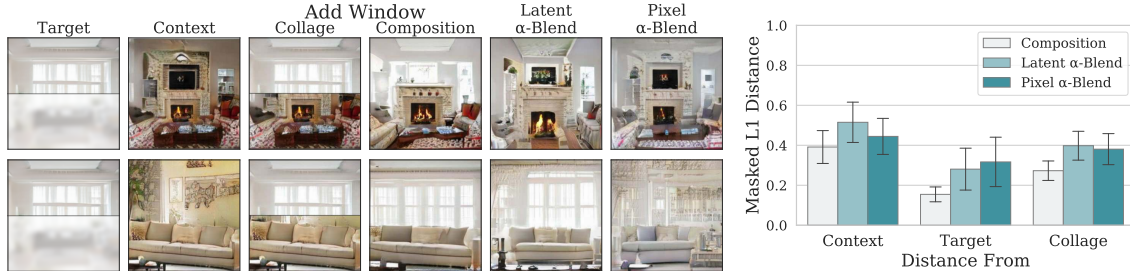 Add Window
Target
Context
Collage
Composition
Latent
α-Blend
Pixel
α-Blend
Masked L1 Distance
1.0
0.8
0.6
0.4
0.2
0.0
Composition
Latent α-Blend
Pixel α-Blend
Context
Target
Collage
Distance From